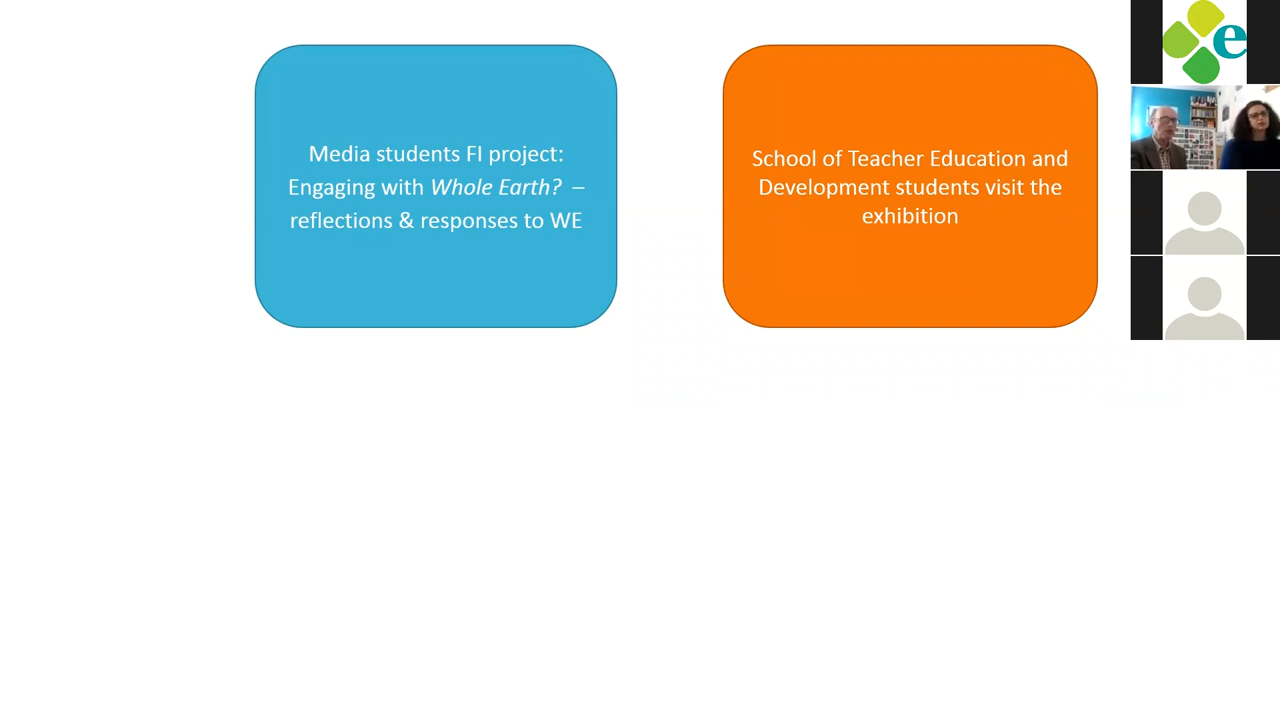 Media students FI project:
Engaging with Whole Earth? –
reflections & responses to WE
School of Teacher Education and
Development students visit the
exhibition
e